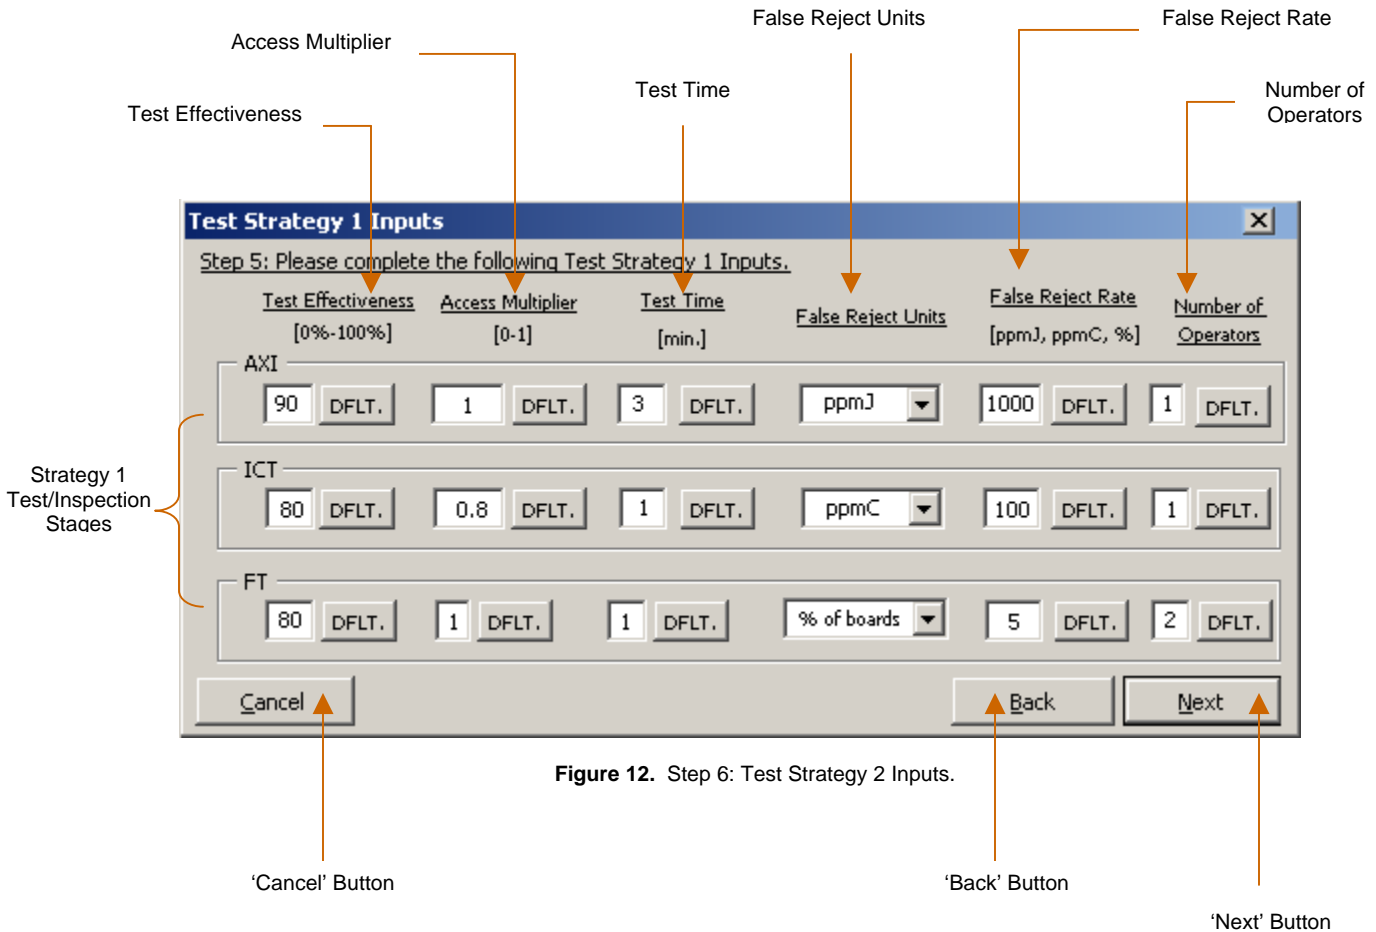 False Reject Units
False Reject Rate
Access Multiplier
Test Time
Number of
Operators
Test Effectiveness
Test Strategy 1 Inputs
Step 5: Please complete the following Test Strategy 1 Inputs.
Test Effectiveness
[0%-100%]
Access Multiplier
[0-1]
Test Time
[min.]
False Reject Units
False Reject Rate
[ppmJ, ppmC, %]
Number of
Operators
AXI
90 DFLT. 1 DFLT. 3 DFLT. ppmJ 1000 DFLT. 1 DFLT.
Strategy 1
Test/Inspection
Stages
ICT
80 DFLT. 0.8 DFLT. 1 DFLT. ppmC 100 DFLT. 1 DFLT.
FT
80 DFLT. 1 DFLT. 1 DFLT. % of boards 5 DFLT. 2 DFLT.
Cancel Back Next
Figure 12. Step 6: Test Strategy 2 Inputs.
‘Cancel’ Button
‘Back’ Button
‘Next’ Button